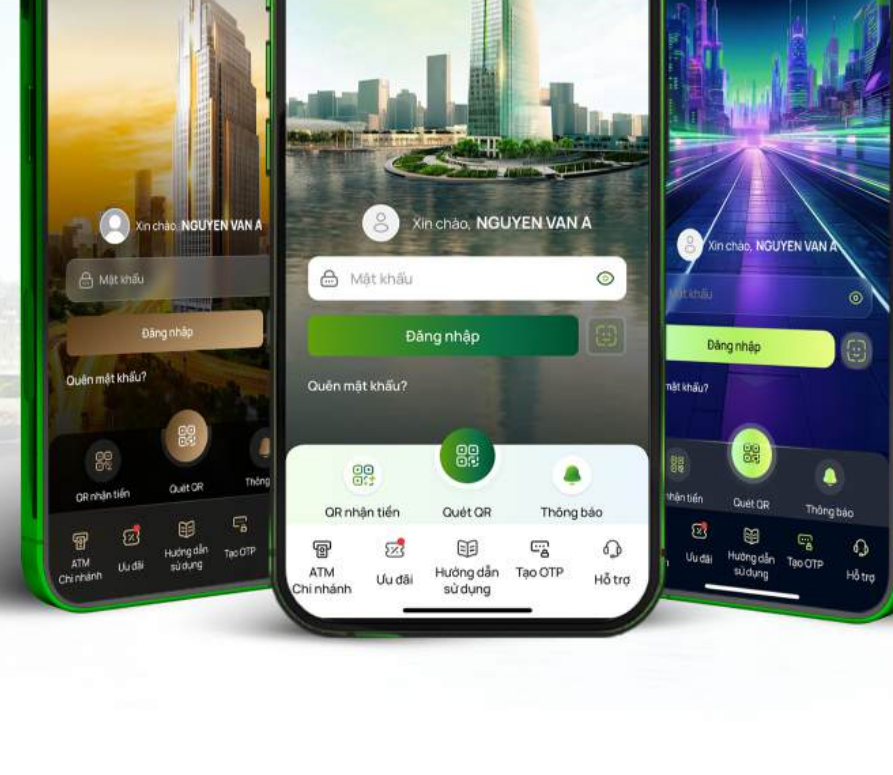 Xin chào, NGUYEN VAN A
Mật khẩu
Đăng nhập
Quên mật khẩu?
QR nhận tiền
Quét QR
Thông
ATM
Chi nhánh
Ưu đãi
Hướng dẫn
sử dụng
Tạo OTP
Xin chào, NGUYEN VAN A
Mật khẩu
Đăng nhập
Quên mật khẩu?
QR nhận tiền
Quét QR
Thông báo
ATM
Chi nhánh
Ưu đãi
Hướng dẫn
sử dụng
Tạo OTP
Hỗ trợ
Xin chào, NGUYEN VAN A
Mật khẩu
Đăng nhập
mật khẩu?
nhận tiền
Quét QR
Thông báo
Ưu đãi
Hướng dẫn
sử dụng
Tạo OTP
Hỗ trợ